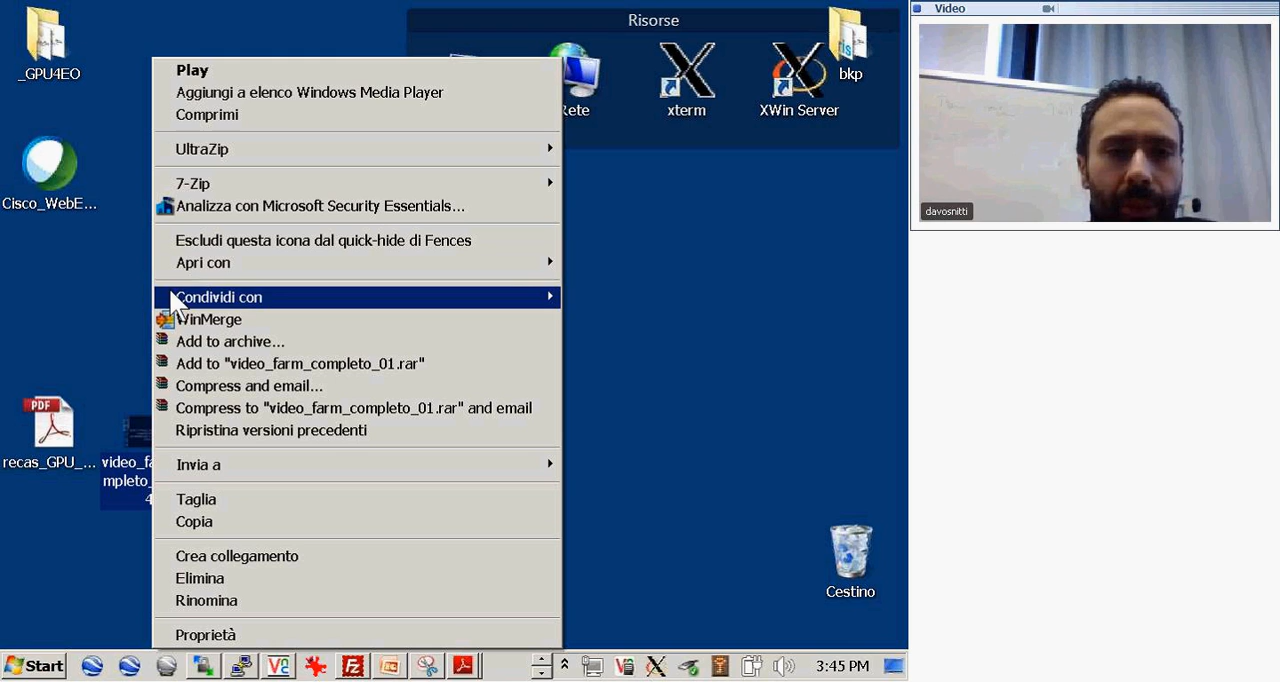 Risorse
Video
_GPU4EO
bkp
Rete
xterm
XWin Server
Play
Aggiungi a elenco Windows Media Player
Comprimi
UltraZip
7-Zip
Analizza con Microsoft Security Essentials...
Escludi questa icona dal quick-hide di Fences
Apri con
Condividi con
WinMerge
Add to archive...
Add to "video_farm_completo_01.rar"
Compress and email...
Compress to "video_farm_completo_01.rar" and email
Ripristina versioni precedenti
Invia a
Taglia
Copia
Crea collegamento
Elimina
Rinomina
Proprietà
Cisco_WebE...
PDF
recas_GPU_...
video_fa
mpleto_
4
davosnitti
Cestino
Start
3:45 PM